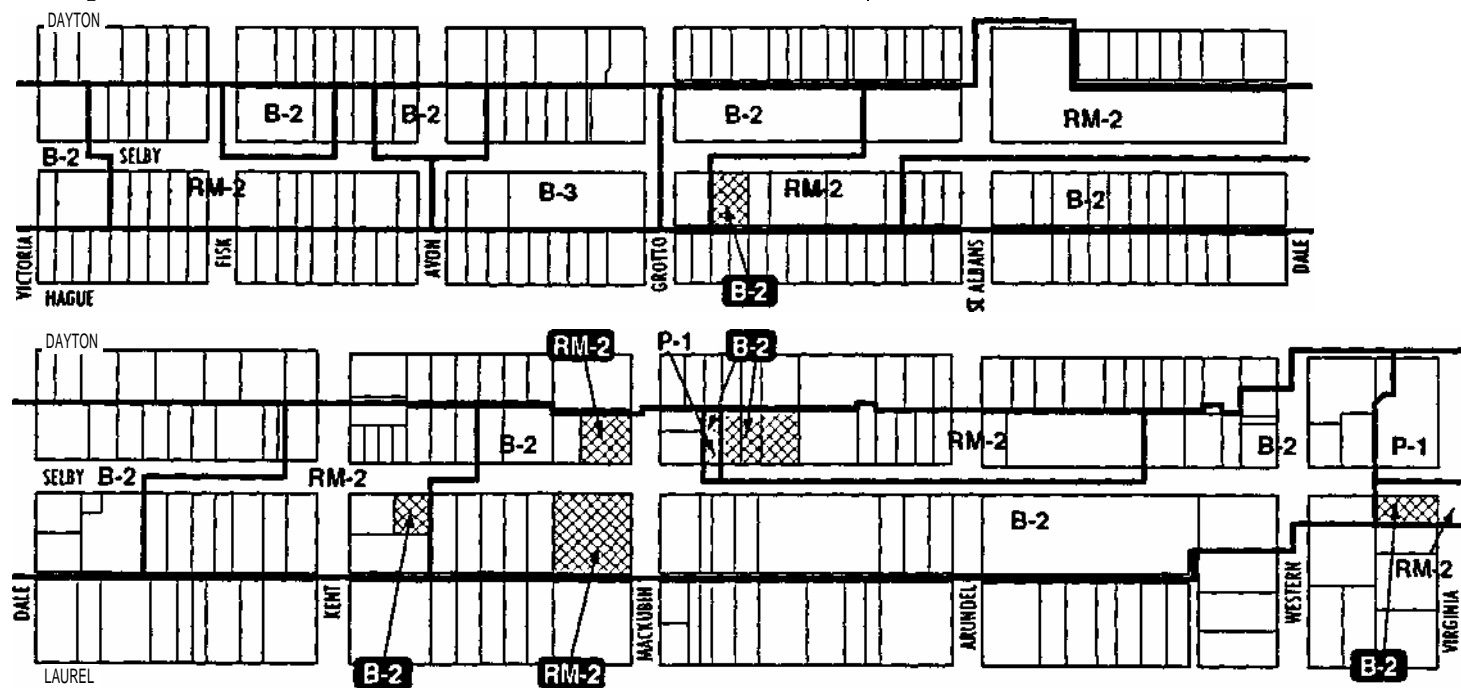 DAYTON
B-2
B-2
B-2
RM-2
B-2
SELBY
RM-2
B-3
RM-2
B-2
VICTORIA
FISK
AVON
GROTTO
ST. ALBANS
DALE
HAGUE
B-2
DAYTON
RM-2
P-1
B-2
B-2
RM-2
B-2
P-1
SELBY
B-2
RM-2
B-2
RM-2
DALE
KENT
MACKUBIN
ARUNDEL
WESTERN
VIRGINIA
B-2
RM-2
B-2
LAUREL